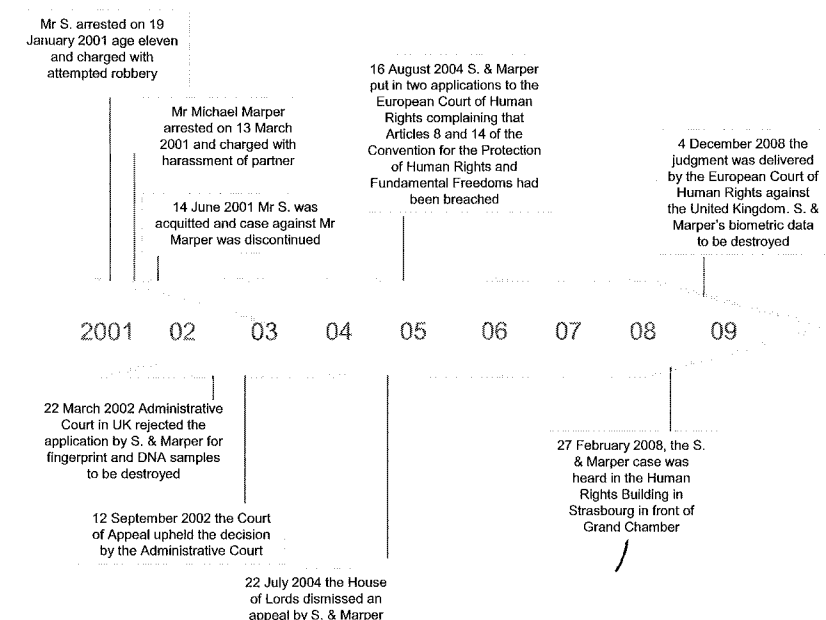 Mr S. arrested on 19
January 2001 age eleven
and charged with
attempted robbery
Mr Michael Marper
arrested on 13 March
2001 and charged with
harassment of partner
14 June 2001 Mr S. was
acquitted and case against Mr
Marper was discontinued
16 August 2004 S. & Marper
put in two applications to the
European Court of Human
Rights complaining that
Articles 8 and 14 of the
Convention for the Protection
of Human Rights and
Fundamental Freedoms had
been breached
4 December 2008 the
judgment was delivered
by the European Court of
Human Rights against
the United Kingdom. S. &
Marper's biometric data
to be destroyed
2001 02 03 04 05 06 07 08 09
22 March 2002 Administrative
Court in UK rejected the
application by S. & Marper for
fingerprint and DNA samples
to be destroyed
12 September 2002 the Court
of Appeal upheld the decision
by the Administrative Court
22 July 2004 the House
of Lords dismissed an
appeal by S. & Marper
27 February 2008, the S.
& Marper case was
heard in the Human
Rights Building in
Strasbourg in front of
Grand Chamber